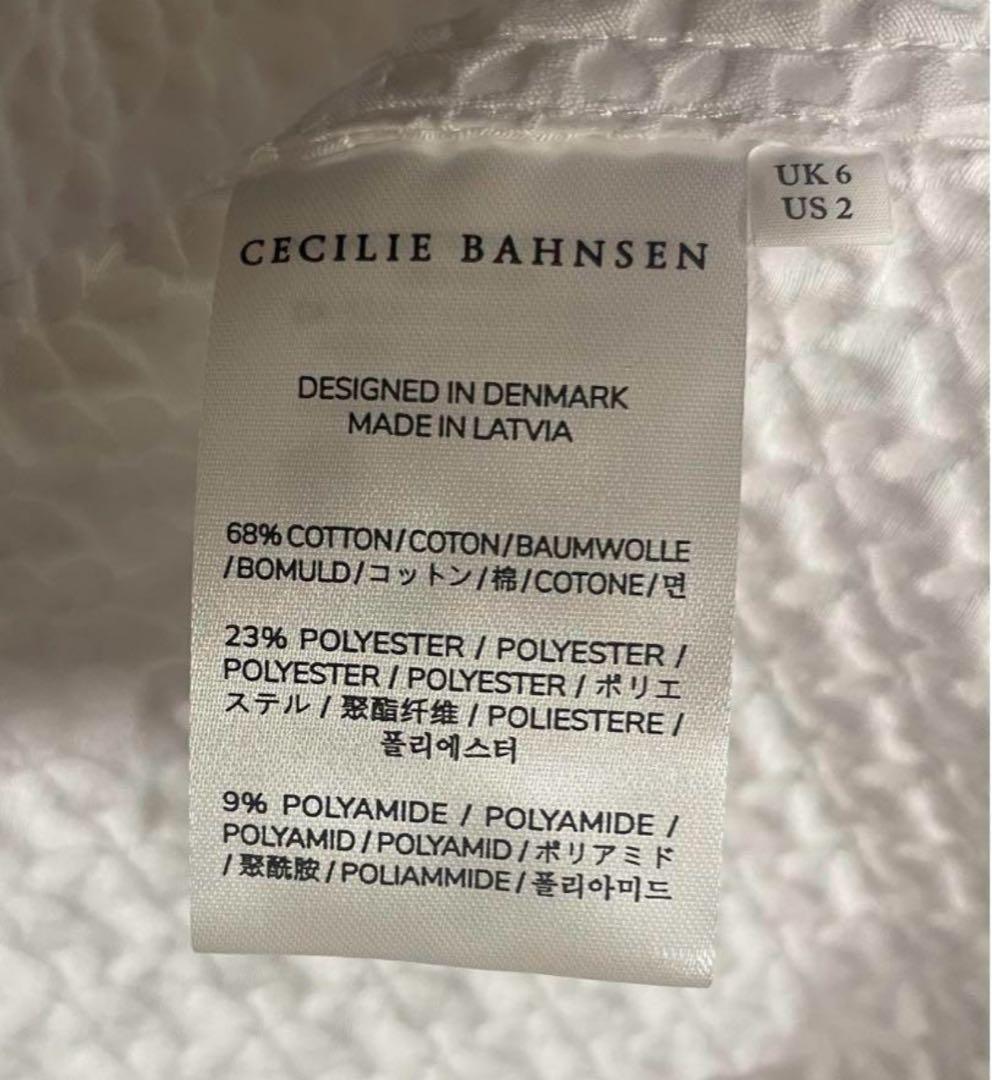 CECILIE BAHNSEN
UK 6
US 2
DESIGNED IN DENMARK
MADE IN LATVIA
68% COTTON/COTON/BAUMWOLLE
/BOMULD/コットン/棉/COTONE/면
23% POLYESTER / POLYESTER /
POLYESTER / POLYESTER / ポリエ
ステル / 聚酯纤维 / POLIESTERE /
폴리에스터
9% POLYAMIDE / POLYAMIDE /
POLYAMID / POLYAMID / ポリアミド
/ 聚酰胺 / POLIAMMIDE / 폴리아미드